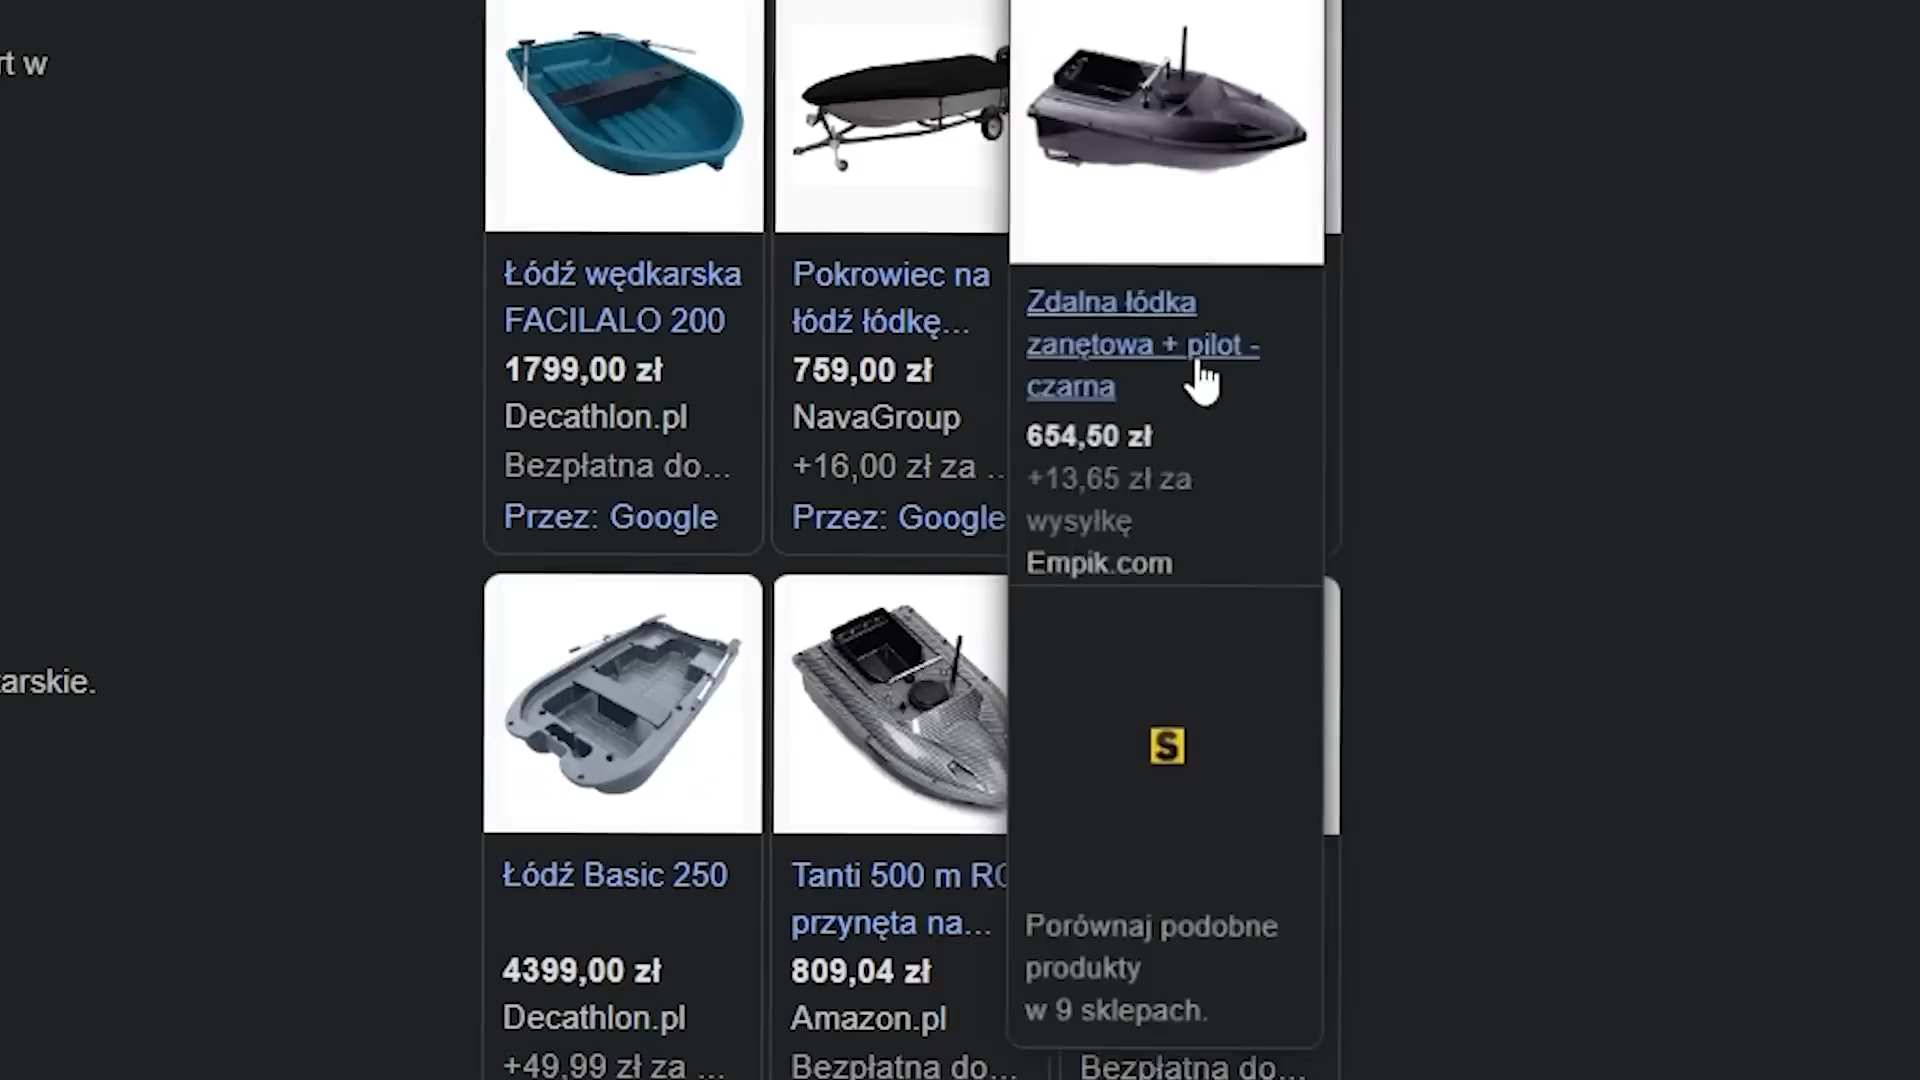 rt w
arskie.
Łódź wędkarska
FACILALO 200
1799,00 zł
Decathlon.pl
Bezpłatna do...
Przez: Google
Pokrowiec na
łódź łódkę...
759,00 zł
NavaGroup
+16,00 zł za ...
Przez: Google
Zdalna łódka
zanętowa + pilot -
czarna
654,50 zł
+13,65 zł za
wysyłkę
Empik.com
S
Porównaj podobne
produkty
w 9 sklepach.
Łódź Basic 250
4399,00 zł
Decathlon.pl
+49,99 zł za ...
Tanti 500 m RC
przynęta na...
809,04 zł
Amazon.pl
Bezpłatna do...
Bezpłatna do...